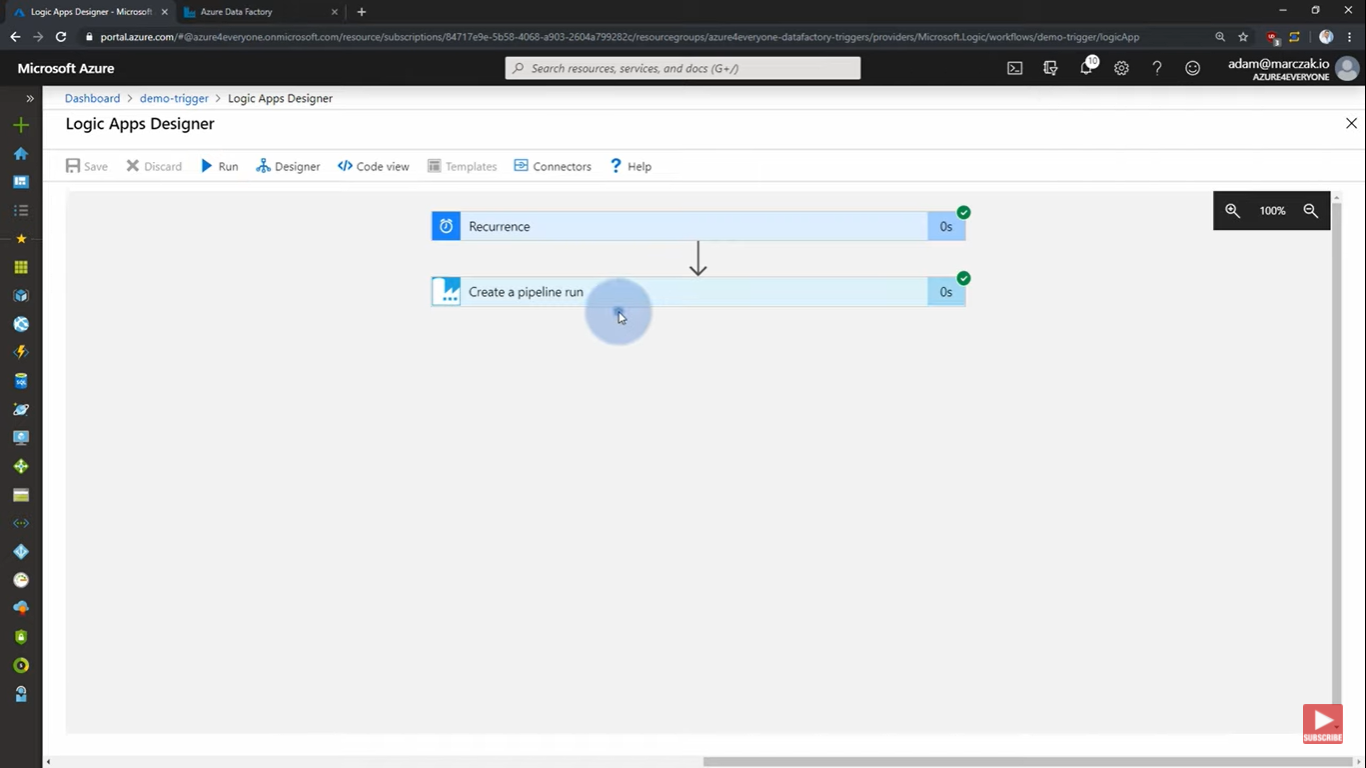 Logic Apps Designer - Microsoft
Azure Data Factory
portal.azure.com/#@azure4everyone.onmicrosoft.com/resource/subscriptions/84717e9e-5b58-4068-a903-2604a799282c/resourcegroups/azure4everyone-datafactory-triggers/providers/Microsoft.Logic/workflows/demo-trigger/logicApp
Microsoft Azure
Search resources, services, and docs (G+/)
10
adam@marczak.io
AZURE4EVERYONE
Dashboard > demo-trigger > Logic Apps Designer
Logic Apps Designer
Save Discard Run Designer Code view Templates Connectors Help
Recurrence 0s
100%
Create a pipeline run 0s
SQL
SUBSCRIBE